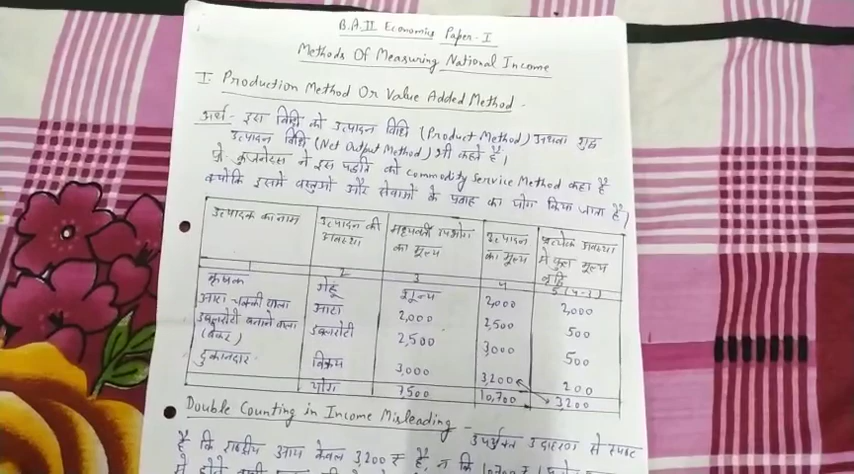 B.A.II Economics Paper-I
Methods Of Measuring National Income
I. Production Method Or Value Added Method-
अर्थ- इस विधि को उत्पादन विधि (Product Method) अथवा शुद्ध
उत्पादन विधि (Net Output Method) भी कहते हैं।
प्रो कुजनेटस ने इस पद्धति को Commodity Service Method कहा है
क्योंकि इसमें वस्तुओं और सेवाओं के प्रवाह का योग किया जाता है।
उत्पादक का नाम उत्पादन की अवस्था मध्यवर्ती उपभोग का मूल्य उत्पादन का मूल्य प्रत्येक अवस्था में कुल मूल्य वृद्धि
1 2 3 4 5 (4-3)
कृषक गेहूं शून्य 2,000 2,000
आटा चक्की वाला आटा 2,000 2,500 500
डबलरोटी बनाने वाला (बेकर) डबलरोटी 2,500 3,000 500
दुकानदार विक्रय 3,000 3,200 200
योग 7,500 10,700 3200
Double Counting in Income Misleading - उपर्युक्त उदाहरण से स्पष्ट
है कि राष्ट्रीय आय केवल 3,200 ₹ है, न कि 10,700 ₹।